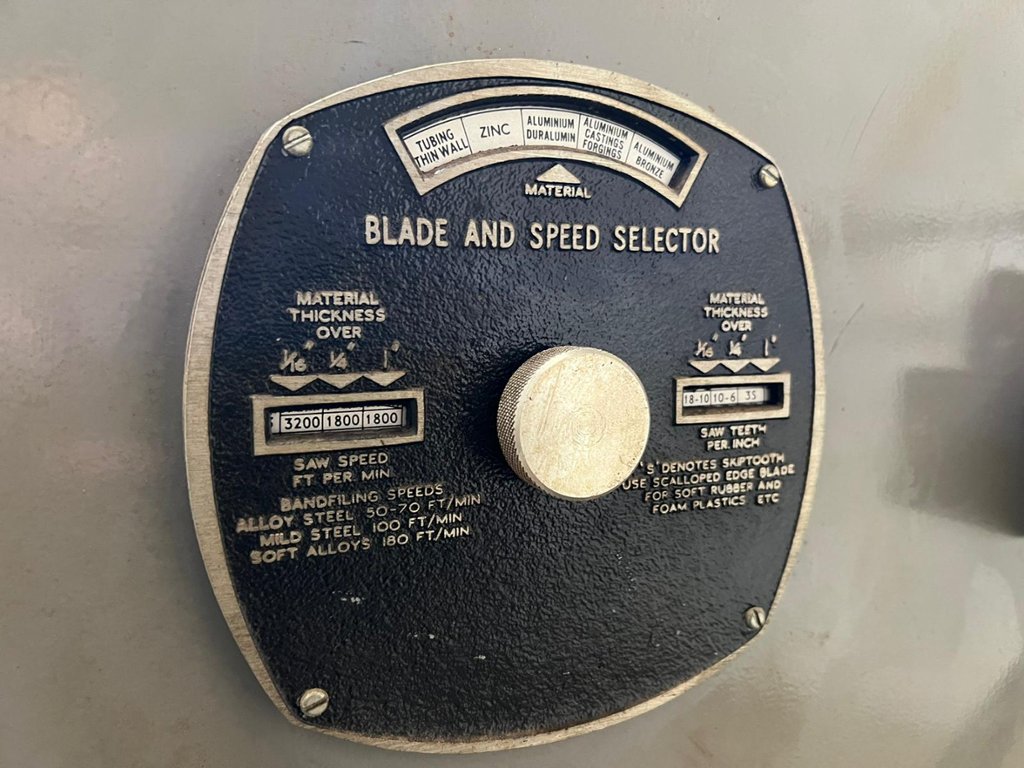 TUBING
THIN WALL
ZINC
ALUMINIUM
DURALUMIN
ALUMINIUM
CASTINGS
FORGINGS
ALUMINIUM
BRONZE
MATERIAL
BLADE AND SPEED SELECTOR
MATERIAL
THICKNESS
OVER
1/16" 1/4" 1"
3200 1800 1800
SAW SPEED
FT PER MIN.
BANDFILING SPEEDS
ALLOY STEEL 50-70 FT/MIN
MILD STEEL 100 FT/MIN
SOFT ALLOYS 180 FT/MIN
MATERIAL
THICKNESS
OVER
1/16" 1/4" 1"
18-10 10-6 3S
SAW TEETH
PER INCH
'S' DENOTES SKIPTOOTH
USE SCALLOPED EDGE BLADE
FOR SOFT RUBBER AND
FOAM PLASTICS ETC